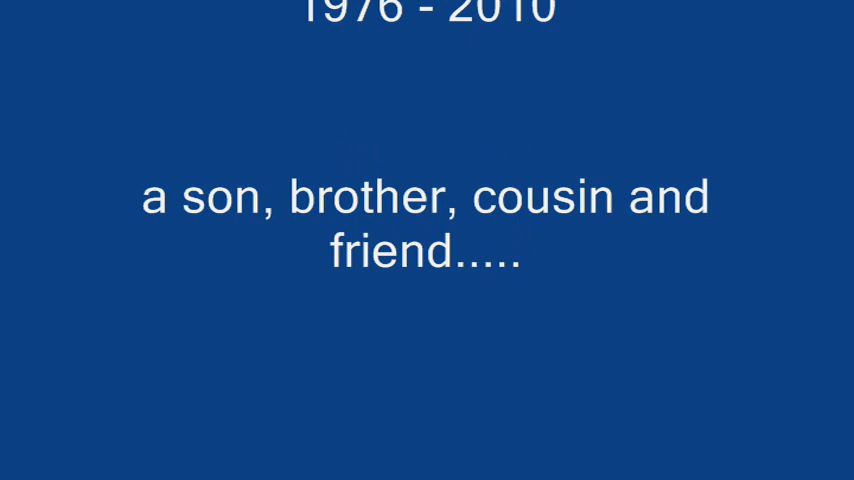 1976 - 2010
a son, brother, cousin and
friend.....